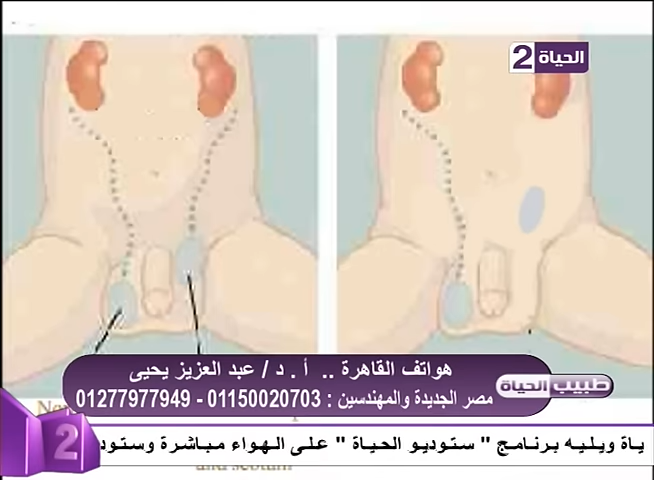 الحياة 2
هواتف القاهرة .. أ . د / عبد العزيز يحيى
مصر الجديدة والمهندسين : 01150020703 - 01277977949
طبيب الحياة
ياة ويليه برنامج " ستوديو الحياة " على الهواء مباشرة وستود
2
and scrotum